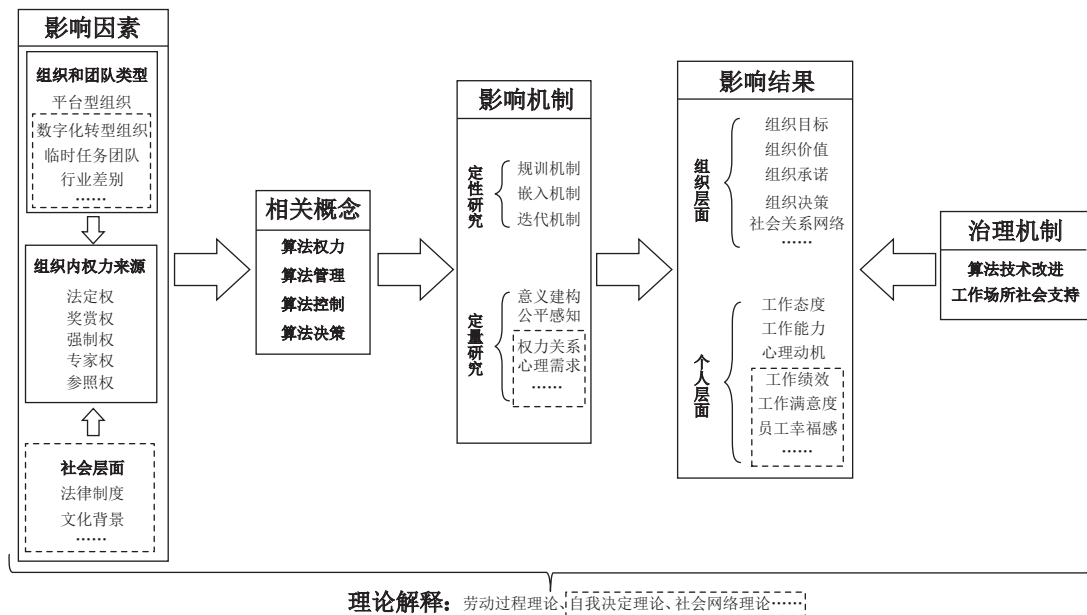 影响因素
组织和团队类型
平台型组织
数字化转型组织
临时任务团队
行业差别
……
组织内权力来源
法定权
奖赏权
强制权
专家权
参照权
社会层面
法律制度
文化背景
……
相关概念
算法权力
算法管理
算法控制
算法决策
影响机制
定性研究
规训机制
嵌入机制
迭代机制
定量研究
意义建构
公平感知
权力关系
心理需求
……
影响结果
组织层面
组织目标
组织价值
组织承诺
组织决策
社会关系网络
……
个人层面
工作态度
工作能力
心理动机
工作绩效
工作满意度
员工幸福感
……
治理机制
算法技术改进
工作场所社会支持
理论解释：劳动过程理论、自我决定理论、社会网络理论……